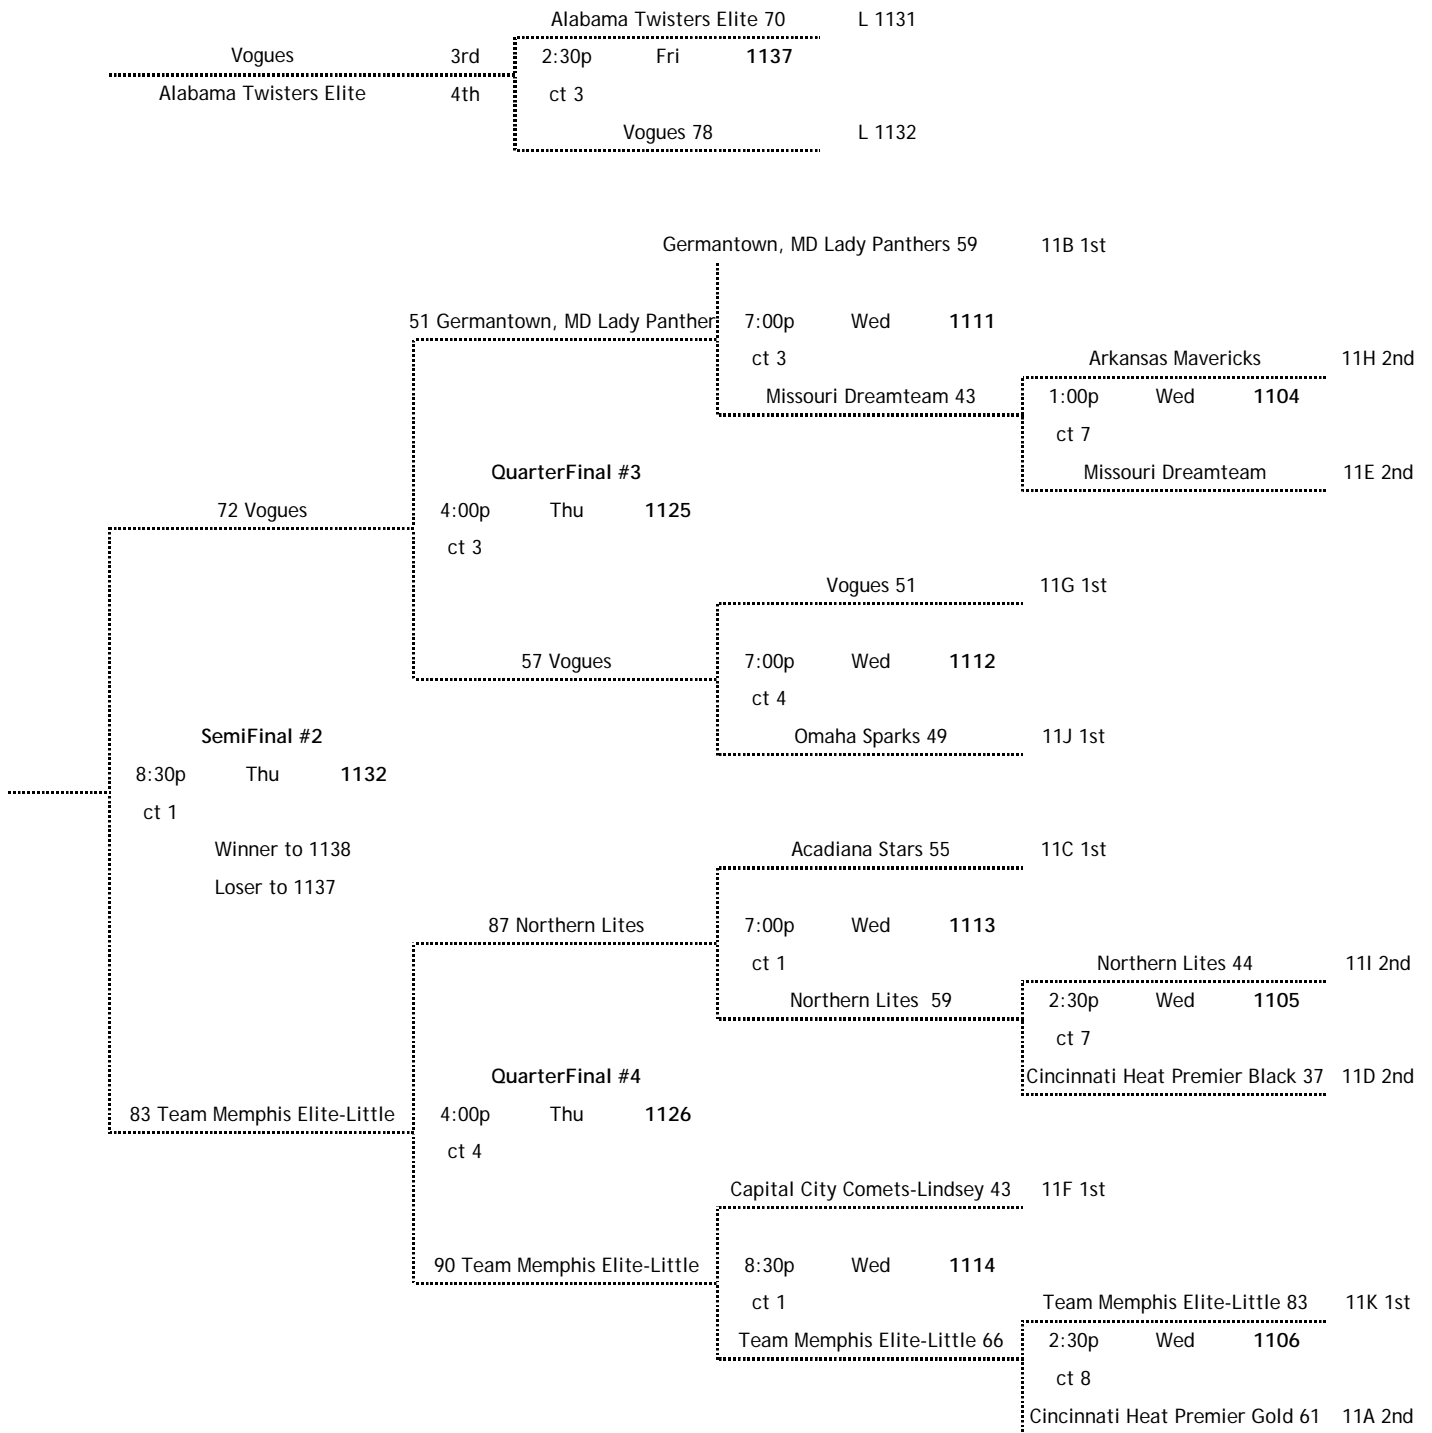 Alabama Twisters Elite 70 L 1131
Vogues 3rd 2:30p Fri 1137
Alabama Twisters Elite 4th ct 3
Vogues 78 L 1132
Germantown, MD Lady Panthers 59 11B 1st
51 Germantown, MD Lady Panther 7:00p Wed 1111
ct 3 Arkansas Mavericks 11H 2nd
Missouri Dreamteam 43 1:00p Wed 1104
ct 7
QuarterFinal #3 Missouri Dreamteam 11E 2nd
72 Vogues 4:00p Thu 1125
ct 3
Vogues 51 11G 1st
57 Vogues 7:00p Wed 1112
ct 4
SemiFinal #2 Omaha Sparks 49 11J 1st
8:30p Thu 1132
ct 1
Winner to 1138 Acadiana Stars 55 11C 1st
Loser to 1137
87 Northern Lites 7:00p Wed 1113
ct 1 Northern Lites 44 11I 2nd
Northern Lites 59 2:30p Wed 1105
ct 7
QuarterFinal #4 Cincinnati Heat Premier Black 37 11D 2nd
83 Team Memphis Elite-Little 4:00p Thu 1126
ct 4
Capital City Comets-Lindsey 43 11F 1st
90 Team Memphis Elite-Little 8:30p Wed 1114
ct 1 Team Memphis Elite-Little 83 11K 1st
Team Memphis Elite-Little 66 2:30p Wed 1106
ct 8
Cincinnati Heat Premier Gold 61 11A 2nd